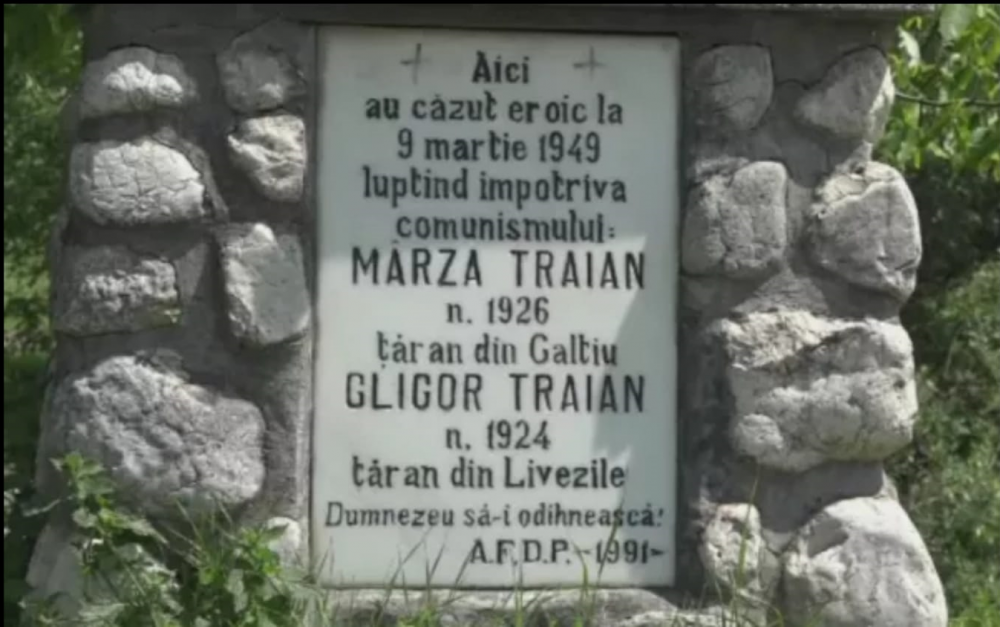 Aici
au căzut eroic la
9 martie 1949
luptind impotriva
comunismului:
MÂRZA TRAIAN
n. 1926
țăran din Galtiu
GLIGOR TRAIAN
n. 1924
țăran din Livezile
Dumnezeu să-i odihnească!
A.F.D.P. -1991-